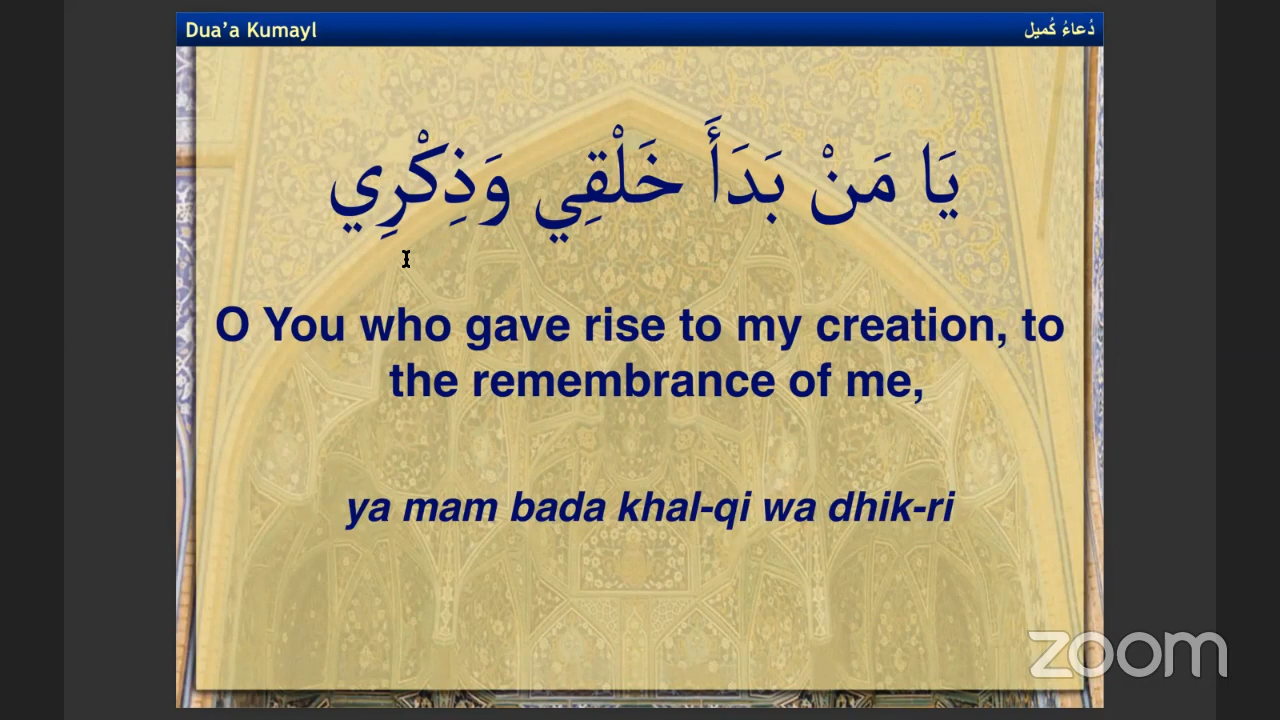 Dua’a Kumayl
دُعاءُ كُميل
يَا مَنْ بَدَأَ خَلْقِي وَذِكْرِي
O You who gave rise to my creation, to
the remembrance of me,
ya mam bada khal-qi wa dhik-ri
zoom